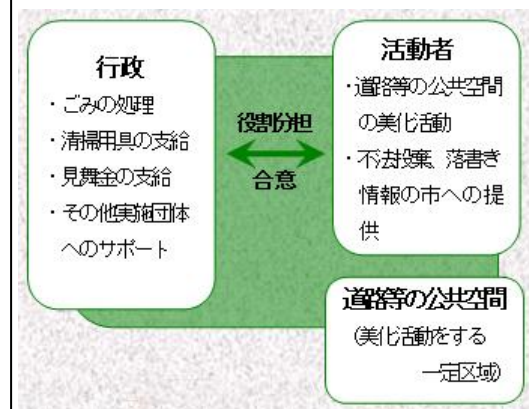 行政
・ごみの処理
・清掃用具の支給
・見舞金の支給
・その他実施団体
へのサポート
役割分担
合意
活動者
・道路等の公共空間
の美化活動
・不法投棄、落書き
情報の市への提
供
道路等の公共空間
(美化活動をする
一定区域)